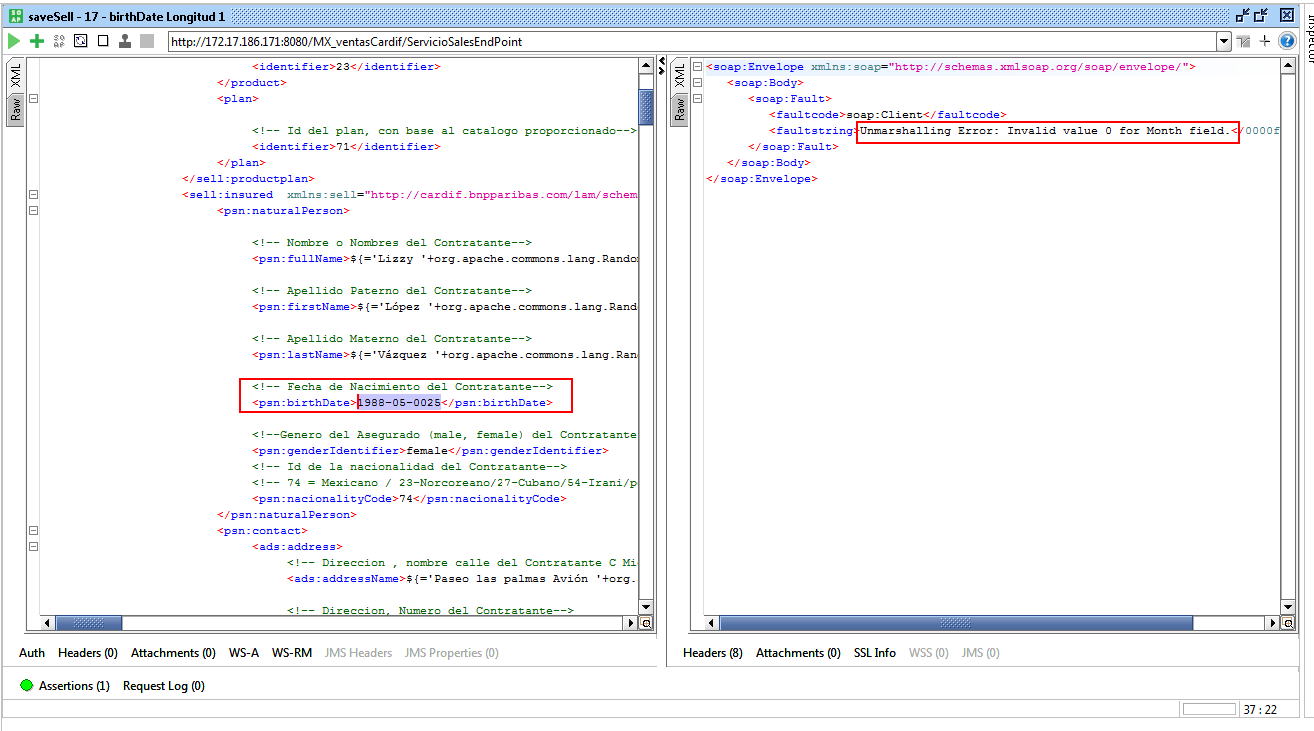 saveSell - 17 - birthDate Longitud 1
http://172.17.186.171:8080/MX_ventasCardif/ServicioSalesEndPoint
XML
Raw
<identifier>23</identifier>
</product>
<plan>
<!-- Id del plan, con base al catalogo proporcionado-->
<identifier>71</identifier>
</plan>
</sell:productplan>
<sell:insured xmlns:sell="http://cardif.bnpparibas.com/lam/schem
<psn:naturalPerson>
<!-- Nombre o Nombres del Contratante-->
<psn:fullName>${='Lizzy '+org.apache.commons.lang.Rando
<!-- Apellido Paterno del Contratante-->
<psn:firstName>${='López '+org.apache.commons.lang.Rand
<!-- Apellido Materno del Contratante-->
<psn:lastName>${='Vázquez '+org.apache.commons.lang.Ran
<!-- Fecha de Nacimiento del Contratante-->
<psn:birthDate>1988-05-0025</psn:birthDate>
<!--Genero del Asegurado (male, female) del Contratante
<psn:genderIdentifier>female</psn:genderIdentifier>
<!-- Id de la nacionalidad del Contratante-->
<!-- 74 = Mexicano / 23-Norcoreano/27-Cubano/54-Irani/p
<psn:nacionalityCode>74</psn:nacionalityCode>
</psn:naturalPerson>
<psn:contact>
<ads:address>
<!-- Direccion , nombre calle del Contratante C Mi
<ads:addressName>${='Paseo las palmas Avión '+org.
<!-- Direccion, Numero del Contratante-->
XML
Raw
<soap:Envelope xmlns:soap="http://schemas.xmlsoap.org/soap/envelope/">
<soap:Body>
<soap:Fault>
<faultcode>soap:Client</faultcode>
<faultstring>Unmarshalling Error: Invalid value 0 for Month field.</0000f
</soap:Fault>
</soap:Body>
</soap:Envelope>
Auth Headers (0) Attachments (0) WS-A WS-RM JMS Headers JMS Properties (0)
Headers (8) Attachments (0) SSL Info WSS (0) JMS (0)
Assertions (1) Request Log (0)
37 : 22